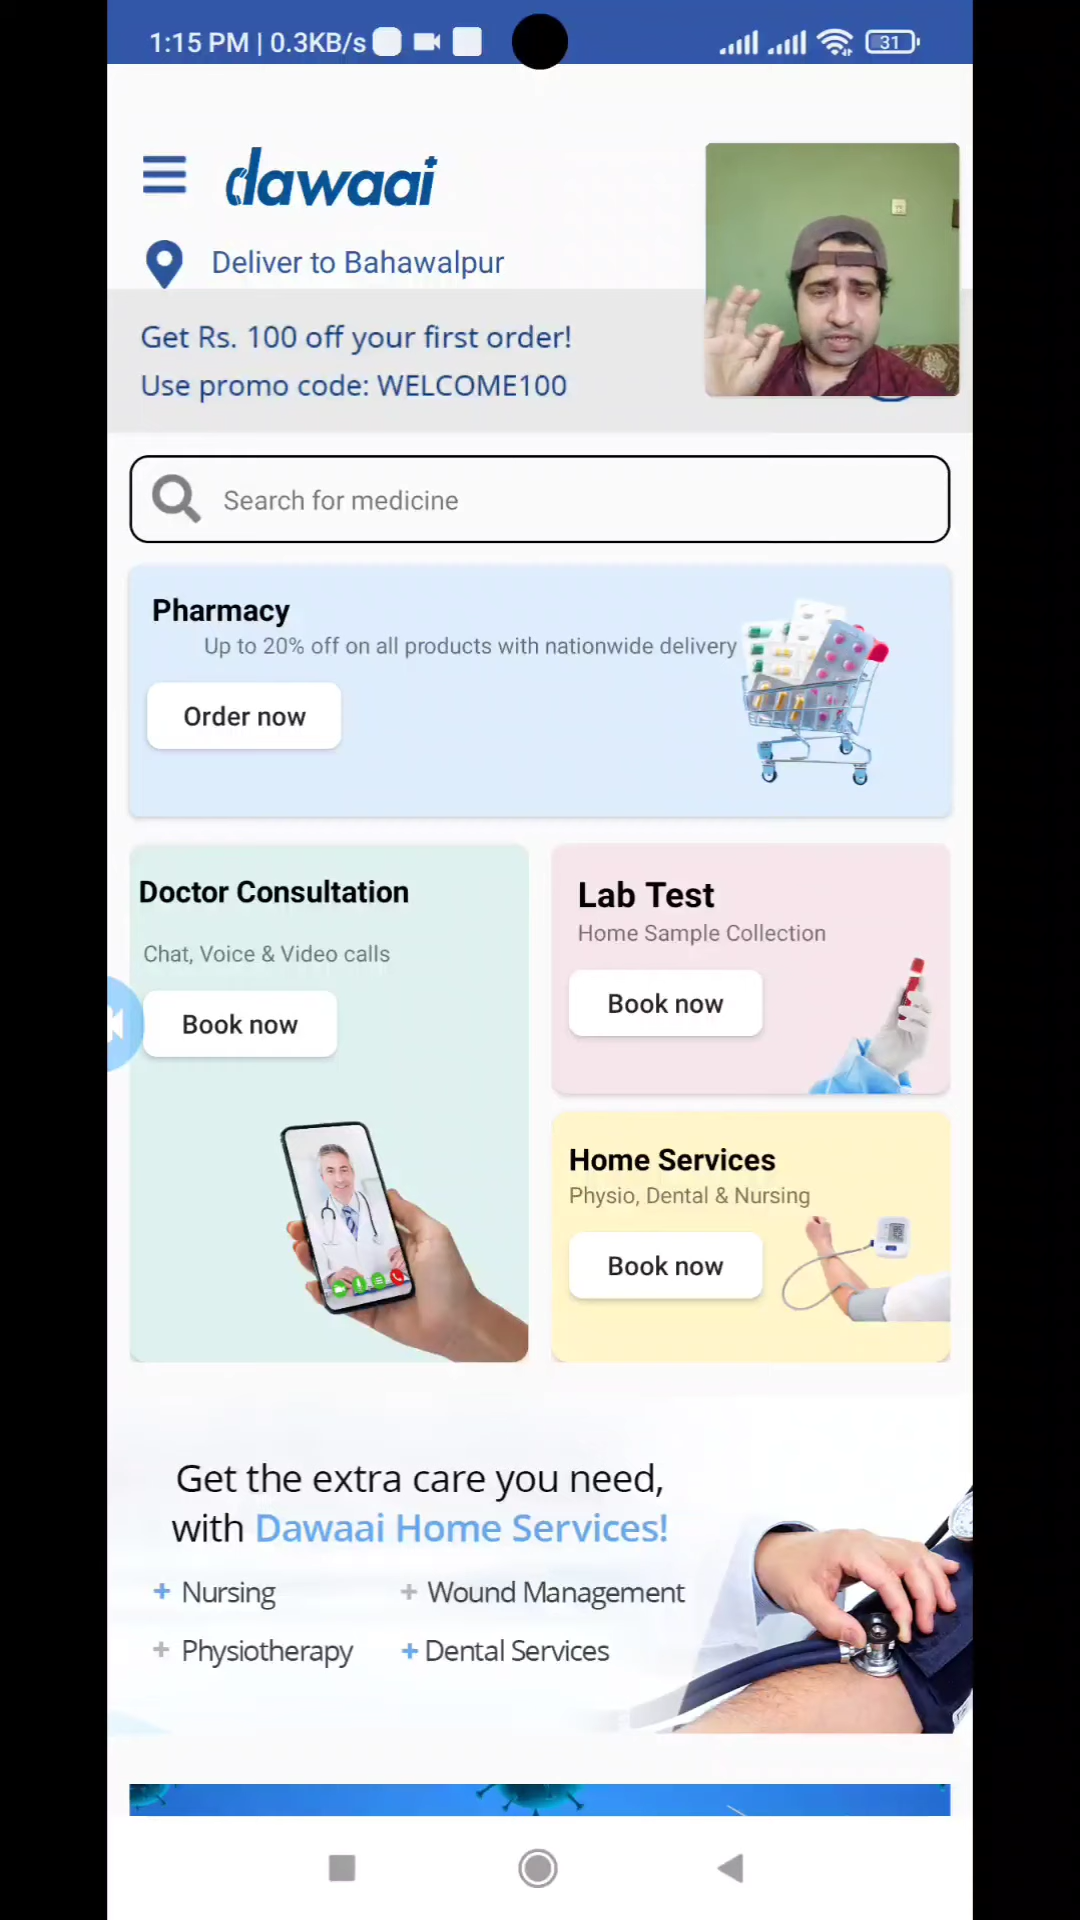 1:15 PM | 0.3KB/s
31
dawaai
Deliver to Bahawalpur
Get Rs. 100 off your first order!
Use promo code: WELCOME100
Search for medicine
Pharmacy
Up to 20% off on all products with nationwide delivery
Order now
Doctor Consultation
Chat, Voice & Video calls
Book now
Lab Test
Home Sample Collection
Book now
Home Services
Physio, Dental & Nursing
Book now
Get the extra care you need,
with Dawaai Home Services!
+ Nursing
+ Wound Management
+ Physiotherapy
+ Dental Services